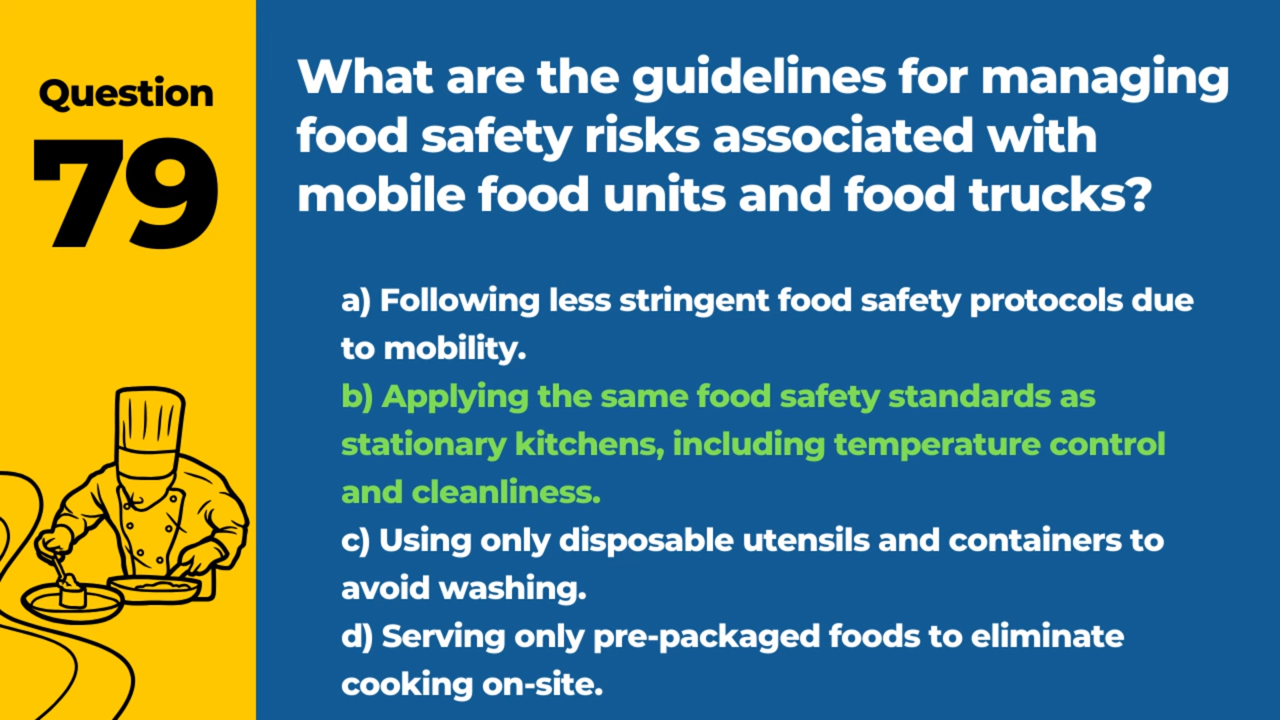 Question
79
What are the guidelines for managing
food safety risks associated with
mobile food units and food trucks?
a) Following less stringent food safety protocols due
to mobility.
b) Applying the same food safety standards as
stationary kitchens, including temperature control
and cleanliness.
c) Using only disposable utensils and containers to
avoid washing.
d) Serving only pre-packaged foods to eliminate
cooking on-site.